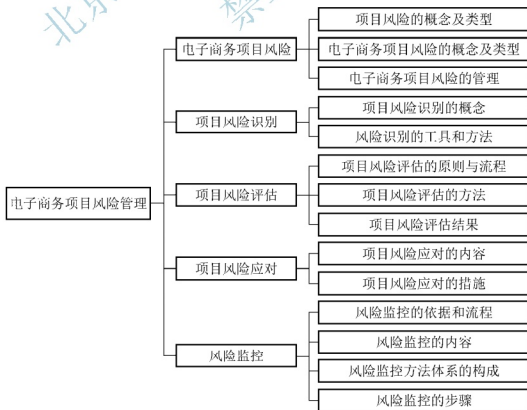 北京
禁
电子商务项目风险管理
电子商务项目风险
项目风险的概念及类型
电子商务项目风险的概念及类型
电子商务项目风险的管理
项目风险识别
项目风险识别的概念
风险识别的工具和方法
项目风险评估
项目风险评估的原则与流程
项目风险评估的方法
项目风险评估结果
项目风险应对
项目风险应对的内容
项目风险应对的措施
风险监控
风险监控的依据和流程
风险监控的内容
风险监控方法体系的构成
风险监控的步骤